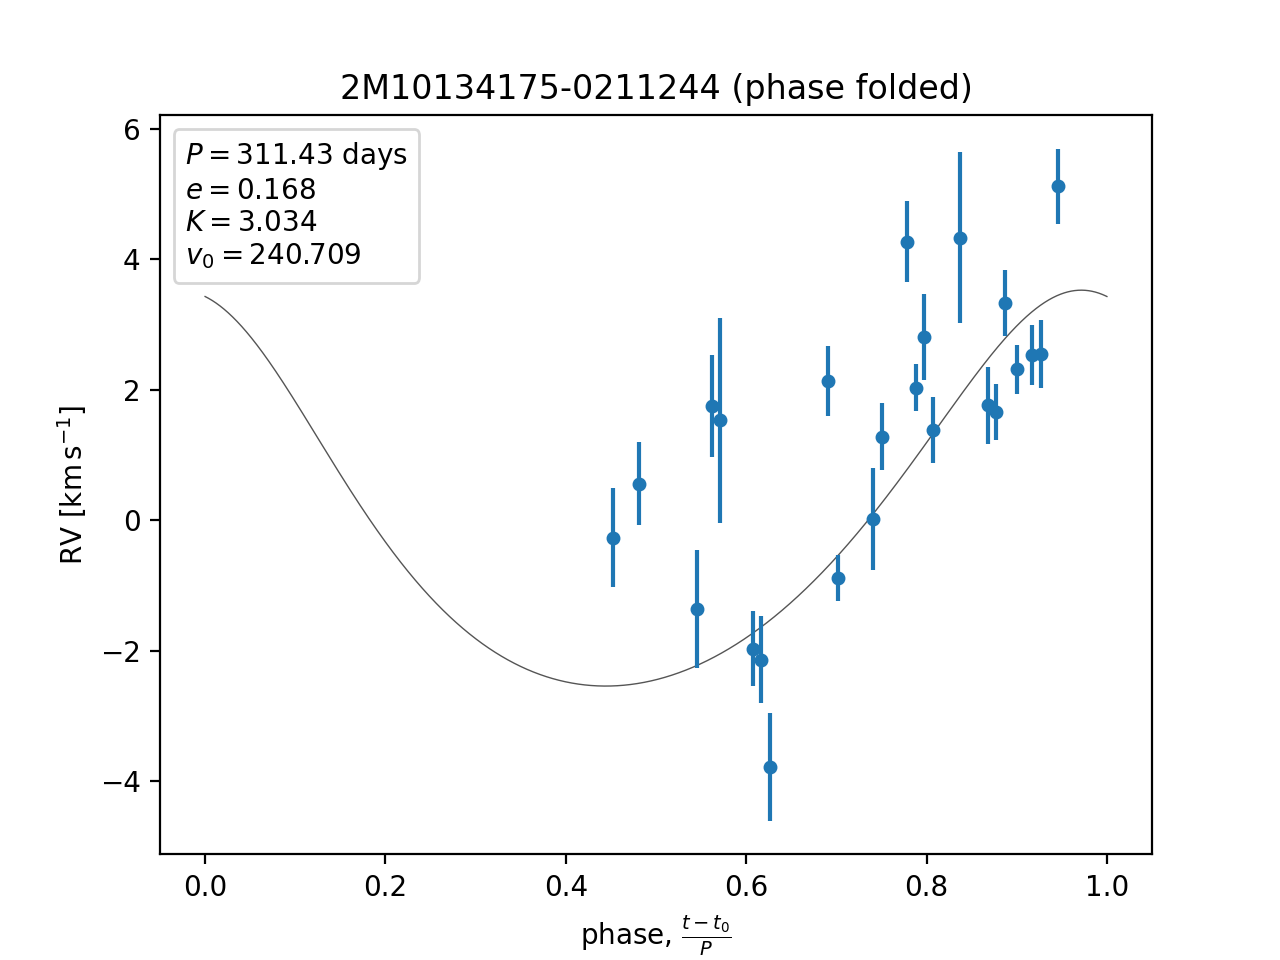 2M10134175-0211244 (phase folded)
P = 311.43 days
e = 0.168
K = 3.034
v₀ = 240.709
RV [km s⁻¹]
6
4
2
0
−2
−4
0.0 0.2 0.4 0.6 0.8 1.0
phase, (t − t₀)/P